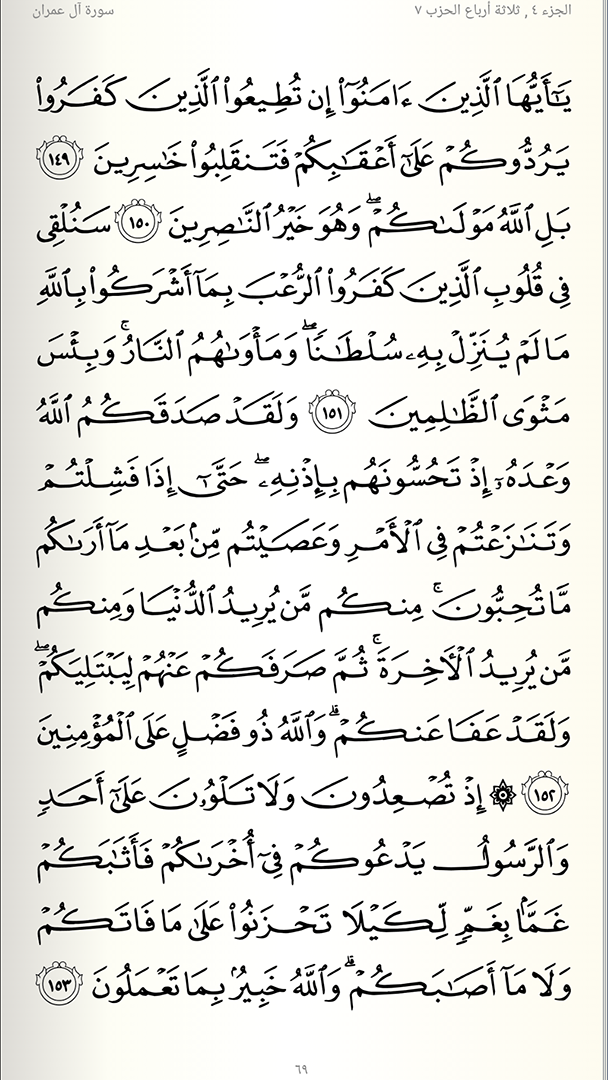 سورة آل عمران
الجزء ٤ , ثلاثة أرباع الحزب ٧
يَـٰٓأَيُّهَا ٱلَّذِينَ ءَامَنُوٓا۟ إِن تُطِيعُوا۟ ٱلَّذِينَ كَفَرُوا۟
يَرُدُّوكُمْ عَلَىٰٓ أَعْقَـٰبِكُمْ فَتَنقَلِبُوا۟ خَـٰسِرِينَ ١٤٩
بَلِ ٱللَّهُ مَوْلَىٰكُمْ ۖ وَهُوَ خَيْرُ ٱلنَّـٰصِرِينَ ١٥٠ سَنُلْقِى
فِى قُلُوبِ ٱلَّذِينَ كَفَرُوا۟ ٱلرُّعْبَ بِمَآ أَشْرَكُوا۟ بِٱللَّهِ
مَا لَمْ يُنَزِّلْ بِهِۦ سُلْطَـٰنًا ۖ وَمَأْوَىٰهُمُ ٱلنَّارُ ۚ وَبِئْسَ
مَثْوَى ٱلظَّـٰلِمِينَ ١٥١ وَلَقَدْ صَدَقَكُمُ ٱللَّهُ
وَعْدَهُۥٓ إِذْ تَحُسُّونَهُم بِإِذْنِهِۦ ۖ حَتَّىٰٓ إِذَا فَشِلْتُمْ
وَتَنَـٰزَعْتُمْ فِى ٱلْأَمْرِ وَعَصَيْتُم مِّنۢ بَعْدِ مَآ أَرَىٰكُم
مَّا تُحِبُّونَ ۚ مِنكُم مَّن يُرِيدُ ٱلدُّنْيَا وَمِنكُم
مَّن يُرِيدُ ٱلْـَٔاخِرَةَ ۚ ثُمَّ صَرَفَكُمْ عَنْهُمْ لِيَبْتَلِيَكُمْ ۖ
وَلَقَدْ عَفَا عَنكُمْ ۗ وَٱللَّهُ ذُو فَضْلٍ عَلَى ٱلْمُؤْمِنِينَ
١٥٢ ۞ إِذْ تُصْعِدُونَ وَلَا تَلْوُۥنَ عَلَىٰٓ أَحَدٍ
وَٱلرَّسُولُ يَدْعُوكُمْ فِىٓ أُخْرَىٰكُمْ فَأَثَـٰبَكُمْ
غَمًّۢا بِغَمٍّ لِّكَيْلَا تَحْزَنُوا۟ عَلَىٰ مَا فَاتَكُمْ
وَلَا مَآ أَصَـٰبَكُمْ ۗ وَٱللَّهُ خَبِيرٌۢ بِمَا تَعْمَلُونَ ١٥٣
٦٩